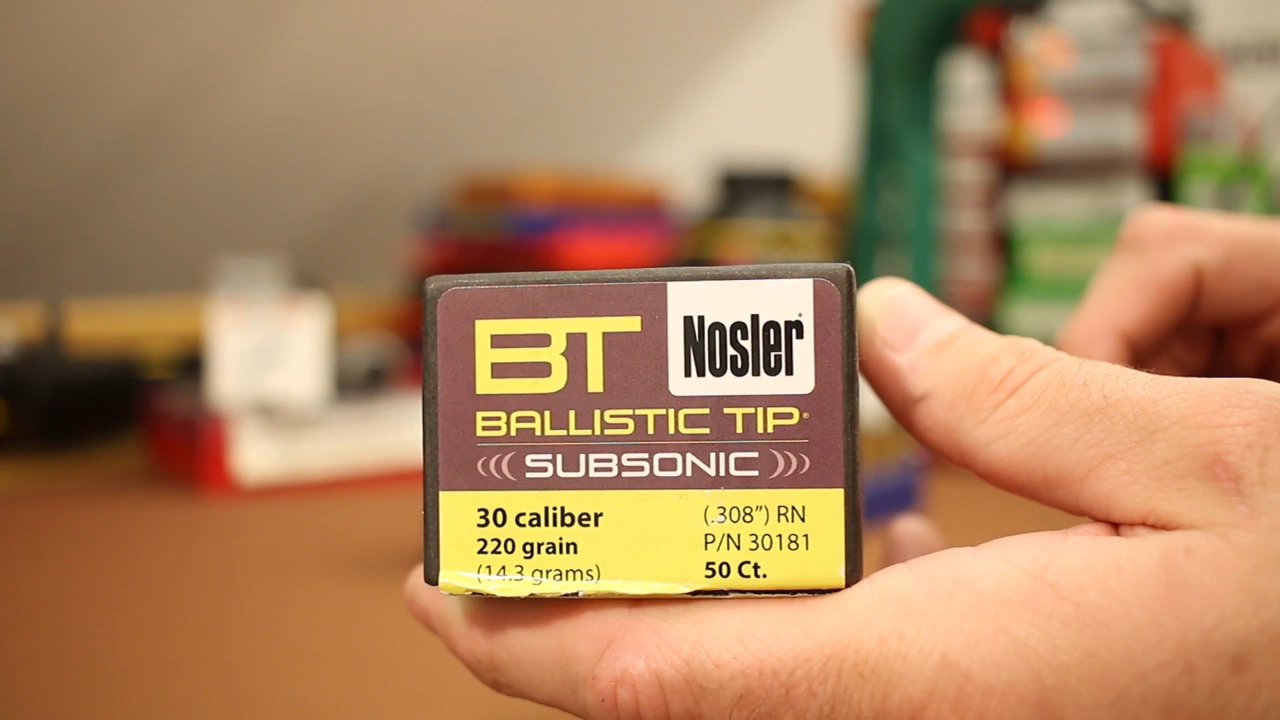 BT
Nosler®
BALLISTIC TIP®
SUBSONIC
30 caliber
220 grain
(14.3 grams)
(.308”) RN
P/N 30181
50 Ct.